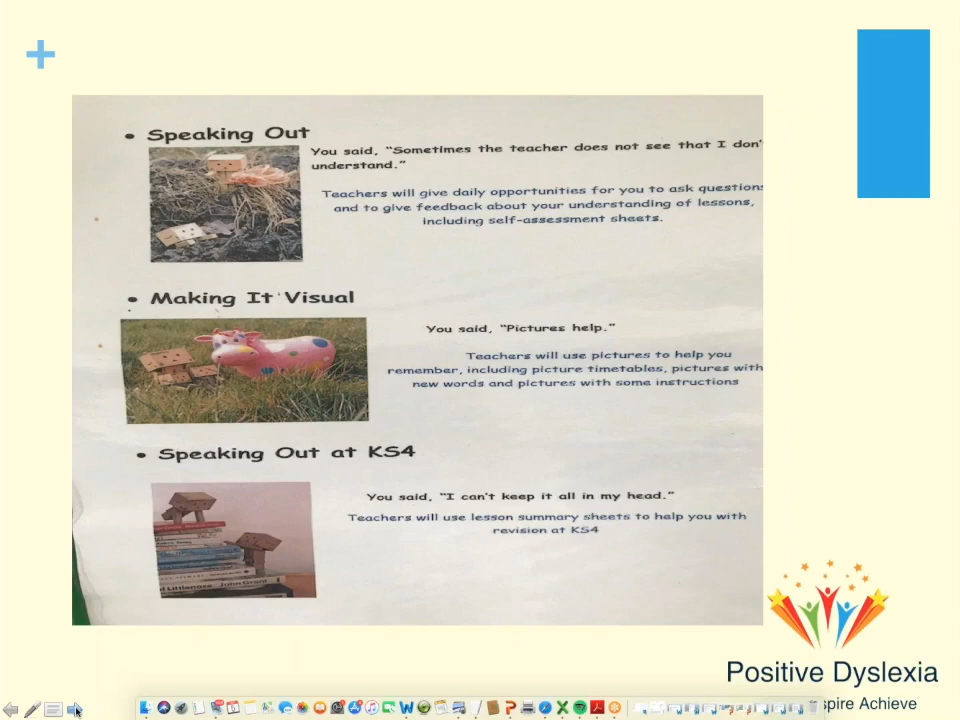 +
• Speaking Out
You said, “Sometimes the teacher does not see that I don'
understand.”
Teachers will give daily opportunities for you to ask questions
and to give feedback about your understanding of lessons,
including self-assessment sheets.
• Making It Visual
You said, “Pictures help.”
Teachers will use pictures to help you
remember, including picture timetables, pictures with
new words and pictures with some instructions
• Speaking Out at KS4
You said, “I can't keep it all in my head.”
Teachers will use lesson summary sheets to help you with
revision at KS4
John Grant
Positive Dyslexia
spire Achieve